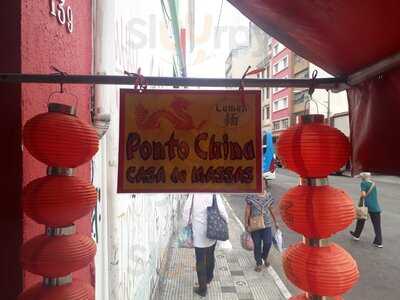 139
Lamen
Ponto China
CASA de MASSAS